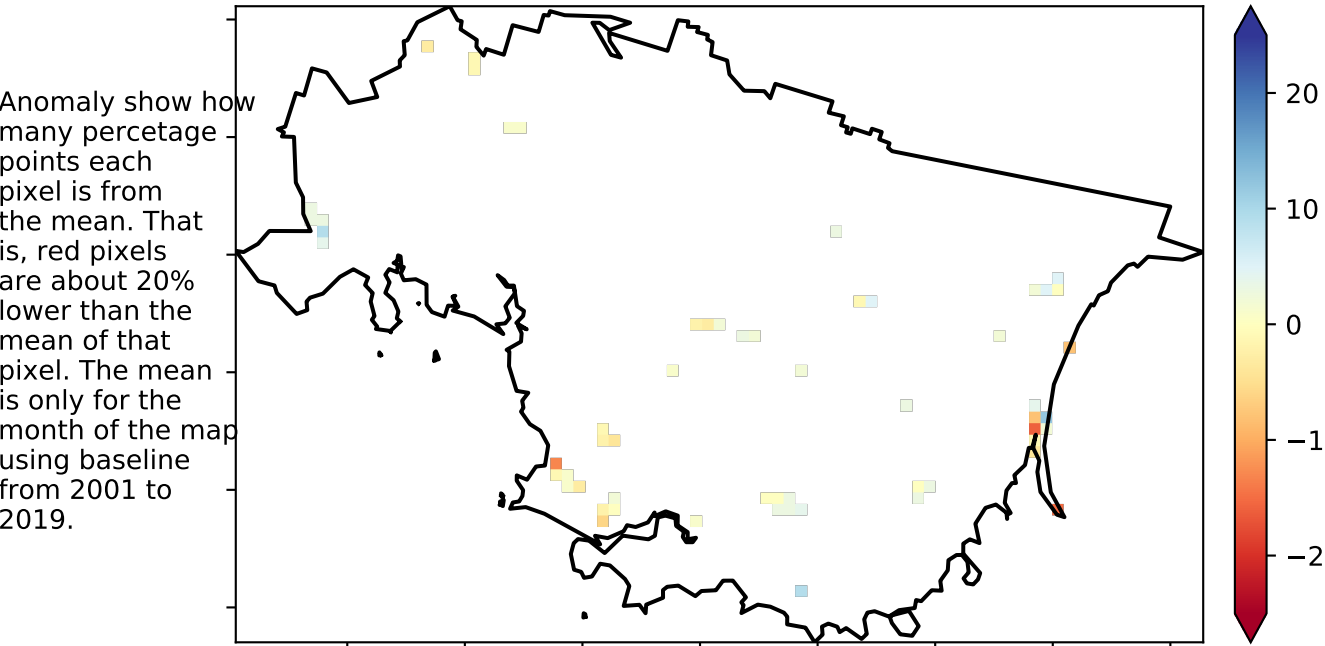 Anomaly show how
many percetage
points each
pixel is from
the mean. That
is, red pixels
are about 20%
lower than the
mean of that
pixel. The mean
is only for the
month of the map
using baseline
from 2001 to
2019.
20
10
0
−1
−2